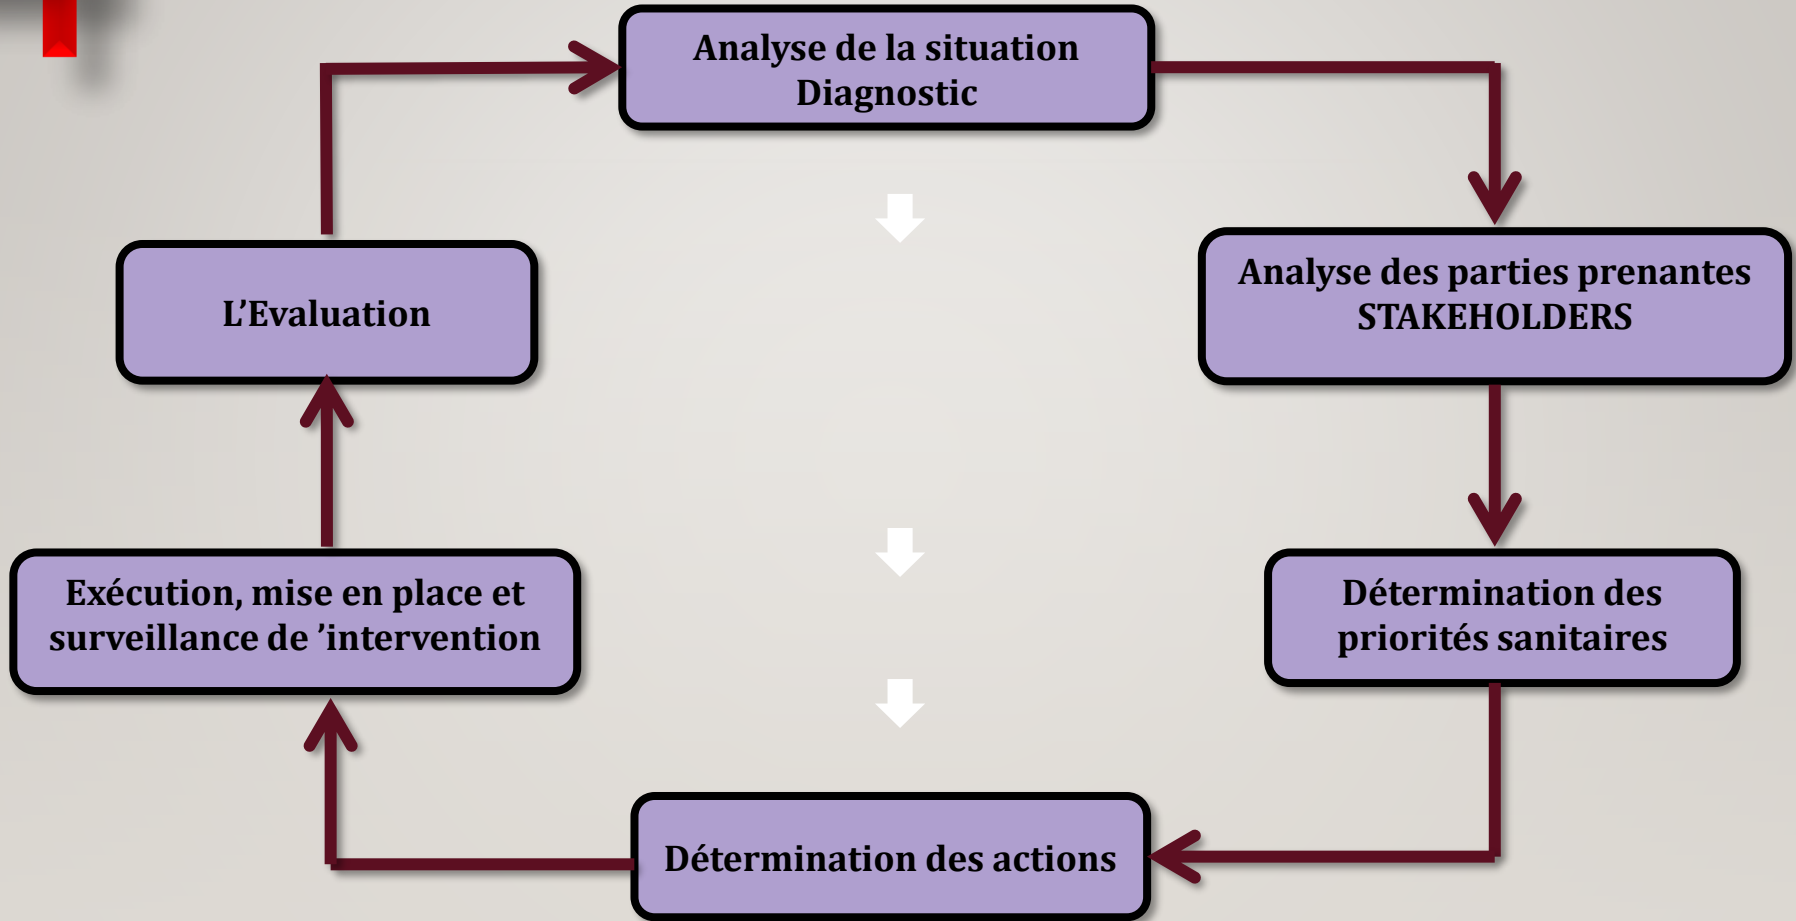 Analyse de la situation
Diagnostic
Analyse des parties prenantes
STAKEHOLDERS
Détermination des
priorités sanitaires
Détermination des actions
Exécution, mise en place et
surveillance de ’intervention
L’Evaluation